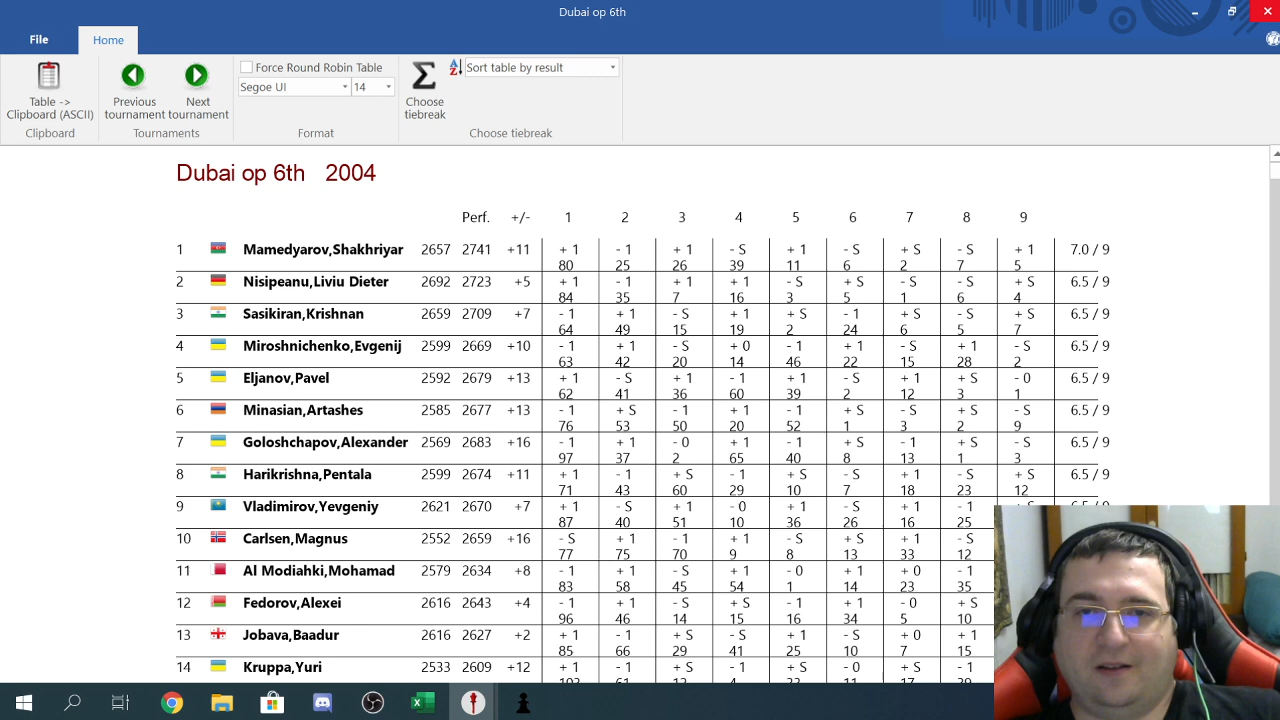 Dubai op 6th
File Home
Force Round Robin Table
Sort table by result
Segoe UI 14
Table -> Previous Next Choose
Clipboard (ASCII) tournament tournament tiebreak
Clipboard Tournaments Format Choose tiebreak
Dubai op 6th 2004
Perf. +/- 1 2 3 4 5 6 7 8 9
1 Mamedyarov,Shakhriyar 2657 2741 +11 + 1 - 1 + 1 - S + 1 - S + S - S + 1 7.0 / 9
80 25 26 39 11 6 2 7 5
2 Nisipeanu,Liviu Dieter 2692 2723 +5 + 1 - 1 + 1 + 1 - S + S - S - S + S 6.5 / 9
84 35 7 16 3 5 1 6 4
3 Sasikiran,Krishnan 2659 2709 +7 - 1 + 1 - S + 1 + S - 1 + S - S + S 6.5 / 9
64 49 15 19 2 24 6 5 7
4 Miroshnichenko,Evgenij 2599 2669 +10 - 1 + 1 - S + 0 - 1 + 1 - S + 1 - S 6.5 / 9
63 42 20 14 46 22 15 28 2
5 Eljanov,Pavel 2592 2679 +13 + 1 - S + 1 - 1 + 1 - S + 1 + S - 0 6.5 / 9
62 41 36 60 39 2 12 3 1
6 Minasian,Artashes 2585 2677 +13 - 1 + S - 1 + 1 - 1 + S - S + S - S 6.5 / 9
76 53 50 20 52 1 3 2 9
7 Goloshchapov,Alexander 2569 2683 +16 - 1 + 1 - 0 + 1 - 1 + S - 1 + S - S 6.5 / 9
97 37 2 65 40 8 13 1 3
8 Harikrishna,Pentala 2599 2674 +11 + 1 - 1 + S - 1 + S - S + 1 - S + S 6.5 / 9
71 43 60 29 10 7 18 23 12
9 Vladimirov,Yevgeniy 2621 2670 +7 + 1 - S + 1 - 0 + 1 - S + 1 - 1
87 40 51 10 36 26 16 25
10 Carlsen,Magnus 2552 2659 +16 - S + 1 - 1 + 1 - S + S + 1 - S
77 75 70 9 8 13 33 12
11 Al Modiahki,Mohamad 2579 2634 +8 - 1 + 1 - S + 1 - 0 + 1 + 0 - 1
83 58 45 54 1 14 23 35
12 Fedorov,Alexei 2616 2643 +4 - 1 + 1 - S + S - 1 + 1 - 0 + S
96 46 14 15 16 34 5 10
13 Jobava,Baadur 2616 2627 +2 + 1 - 1 + S - S + 1 - S + 0 + 1
85 66 29 41 25 10 7 15
14 Kruppa,Yuri 2533 2609 +12 + 1 - 1 + S - 1 + S - 0 + S - 1